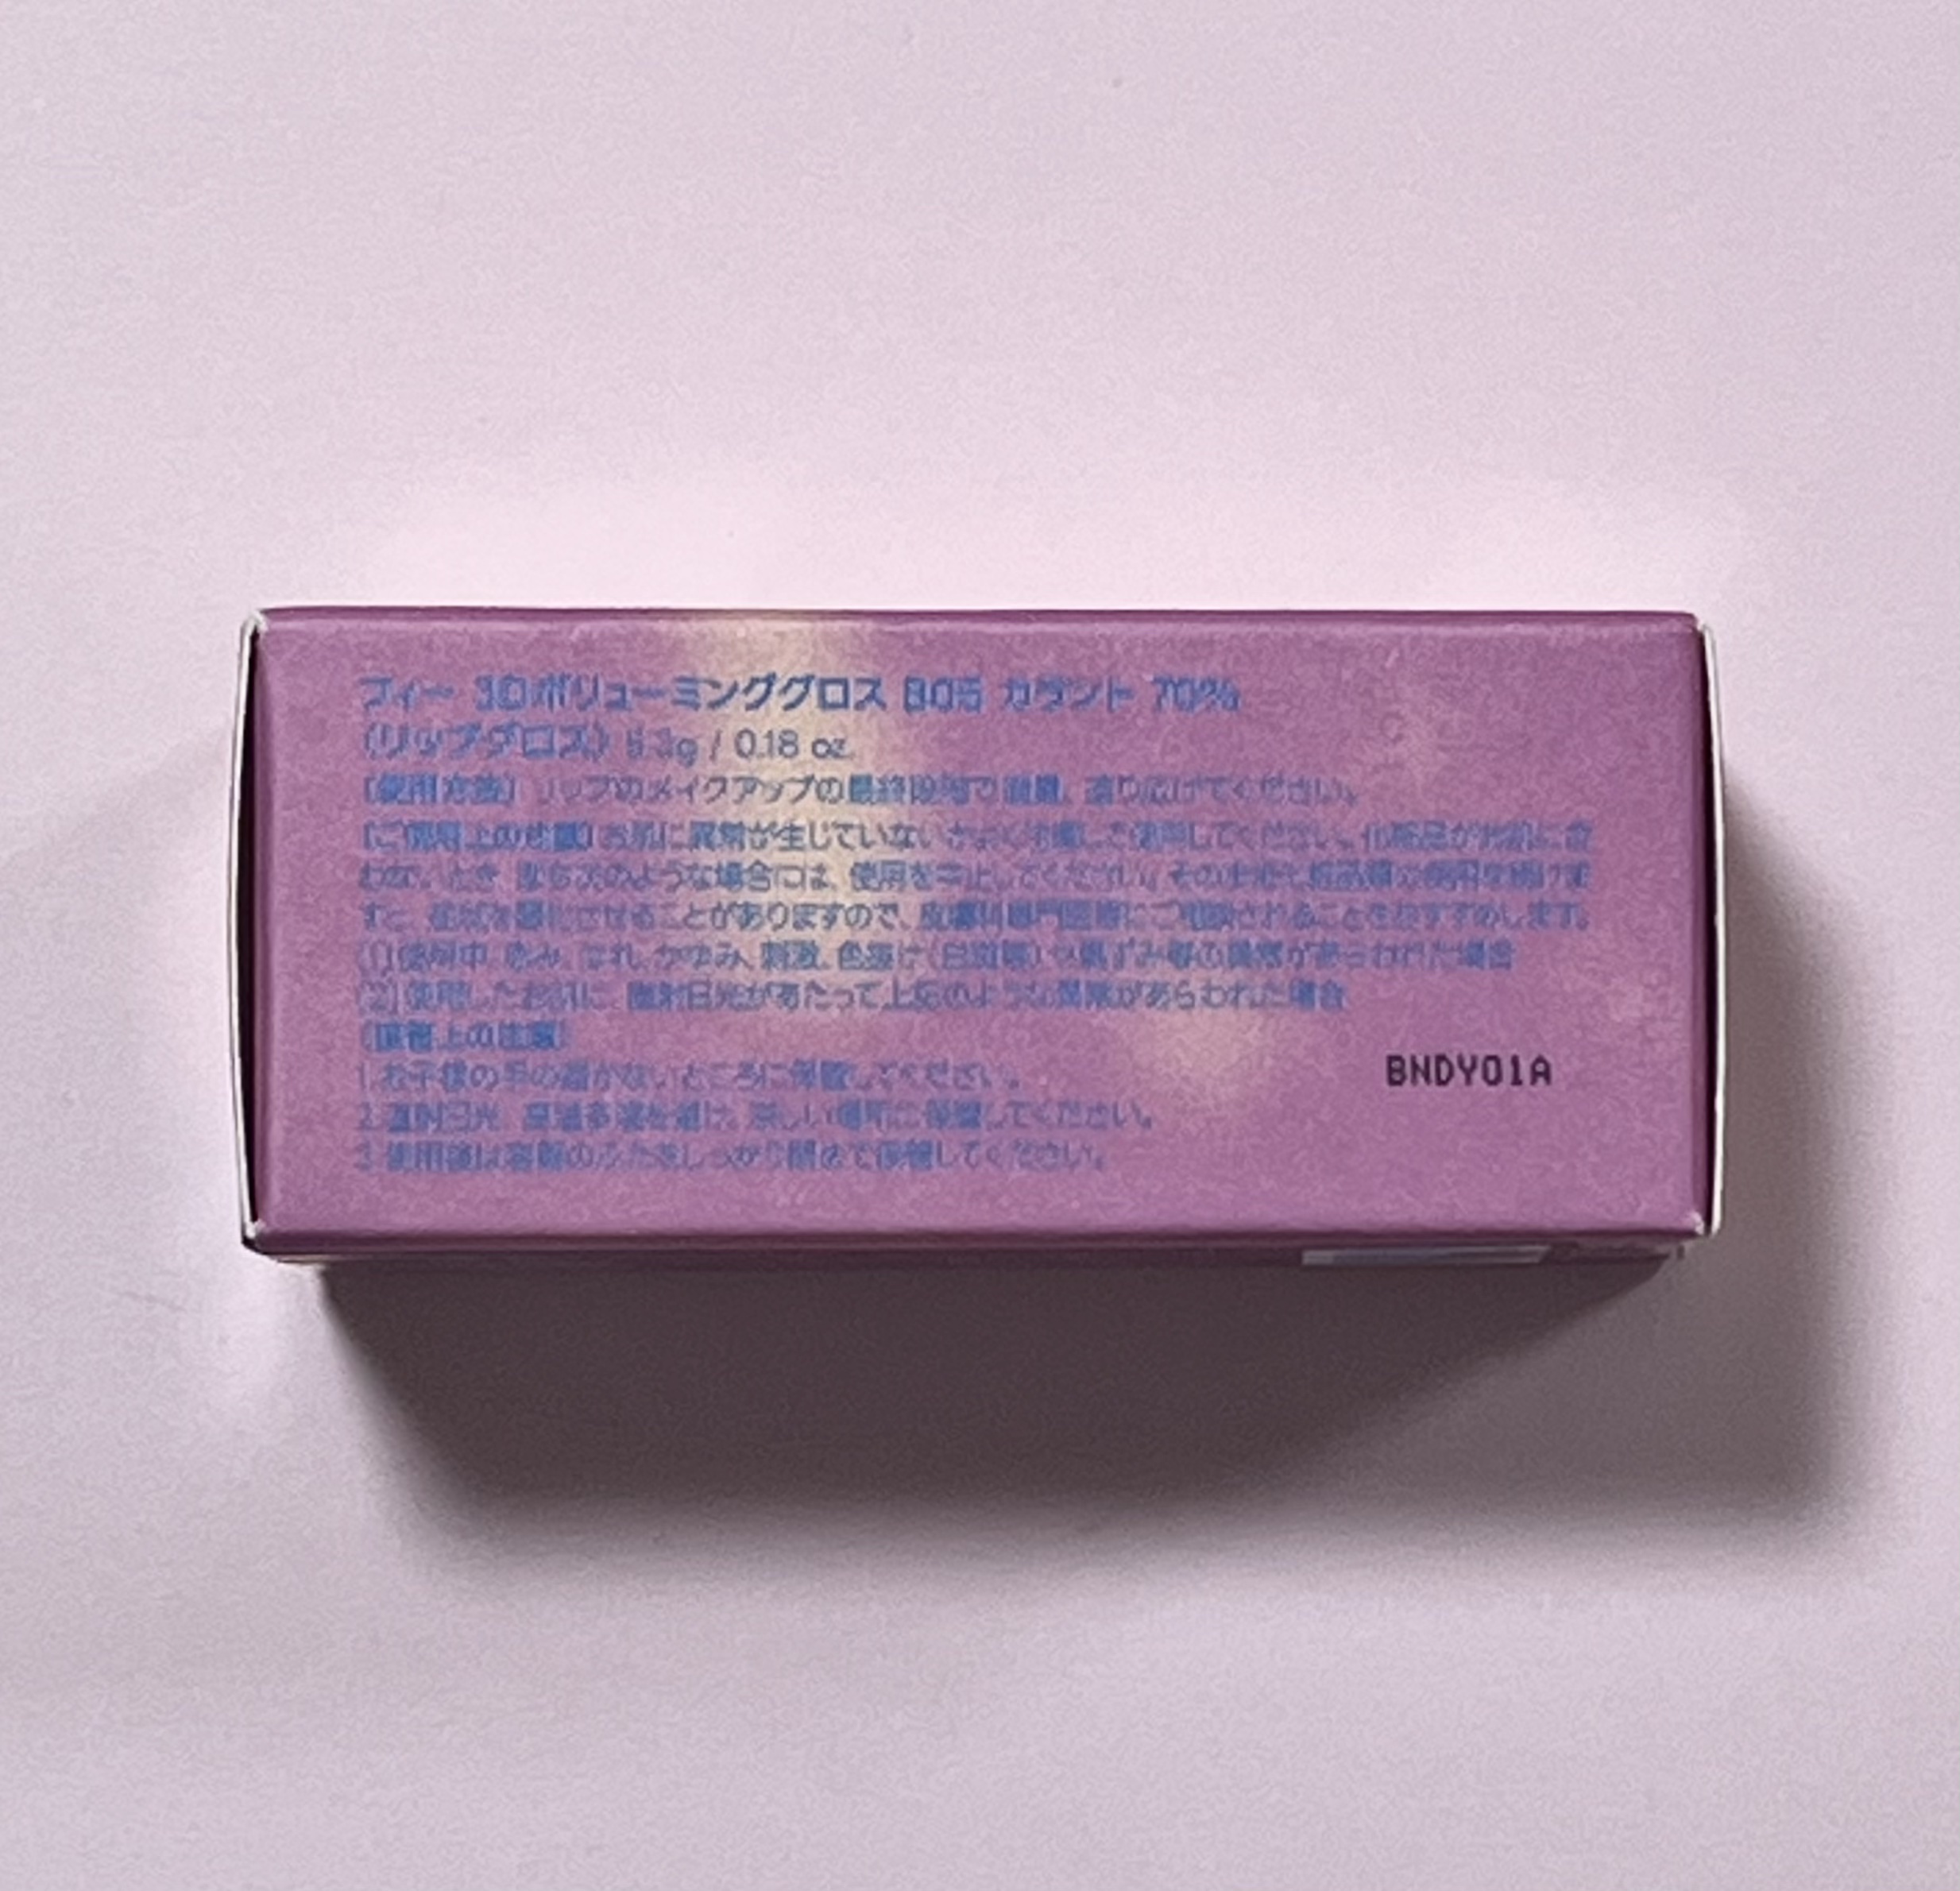 フィー 3Dボリューミンググロス 805 カラント 70%
(リップグロス) 5.3g / 0.18 oz.
[使用方法] リップのメイクアップの最終段階で適量、塗り広げてください。
[ご使用上の注意] お肌に異常が生じていないかよく注意して使用してください。化粧品がお肌に合
わないとき、即ち次のような場合には、使用を中止してください。そのまま化粧品類の使用を続けま
すと、症状を悪化させることがありますので、皮膚科専門医等にご相談されることをおすすめします。
(1)使用中、赤み、はれ、かゆみ、刺激、色抜け(白斑等)や黒ずみ等の異常があらわれた場合
(2)使用したお肌に、直射日光があたって上記のような異常があらわれた場合
[保管上の注意]
1.お子様の手の届かないところに保管してください。
2.直射日光、高温多湿を避け、涼しい場所に保管してください。
3.使用後は容器のふたをしっかり閉めて保管してください。
BNDY01A